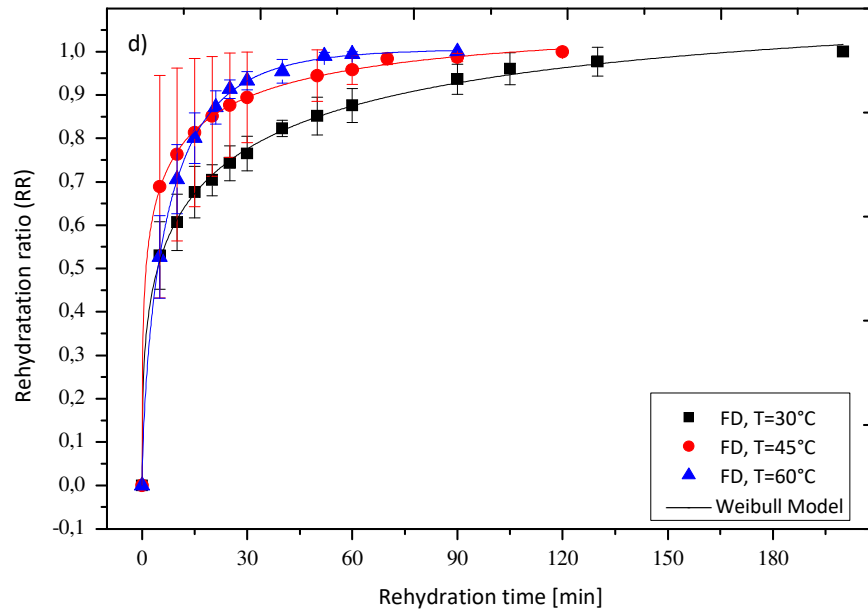 d)
1,0
0,9
0,8
0,7
0,6
0,5
0,4
0,3
0,2
0,1
0,0
-0,1
Rehydratation ratio (RR)
FD, T=30°C
FD, T=45°C
FD, T=60°C
Weibull Model
0 30 60 90 120 150 180
Rehydration time [min]